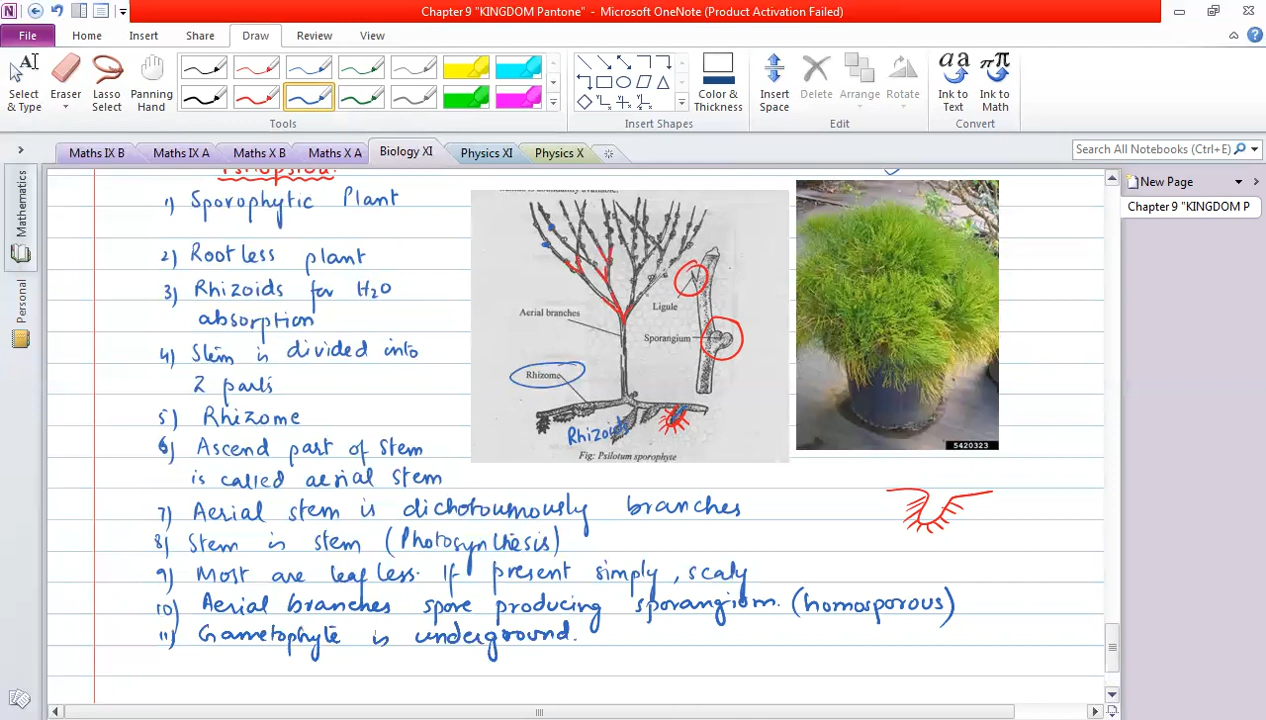 Chapter 9 "KINGDOM Pantone" - Microsoft OneNote (Product Activation Failed)
File Home Insert Share Draw Review View
Select & Type
Eraser
Lasso Select
Panning Hand
Color & Thickness
Insert Space
Delete
Arrange
Rotate
Ink to Text
Ink to Math
Tools
Insert Shapes
Edit
Convert
Maths IX B Maths IX A Maths X B Maths X A Biology XI Physics XI Physics X
Search All Notebooks (Ctrl+E)
New Page
Chapter 9 "KINGDOM P
Mathematics
Personal
1) Sporophytic Plant
2) Rootless plant
3) Rhizoids for H2O
absorption
4) Stem is divided into
2 parts
5) Rhizome
6) Ascend part of stem
is called aerial stem
7) Aerial stem is dichotoumously branches
8) Stem is stem (Photosynthesis)
9) Most are leafless. If present simply, scaly
10) Aerial branches spore producing sporangium. (homosporous)
11) Gametophyte is underground.
Aerial branches
Ligule
Sporangium
Rhizome
Rhizoids
Fig: Psilotum sporophyte
5420323